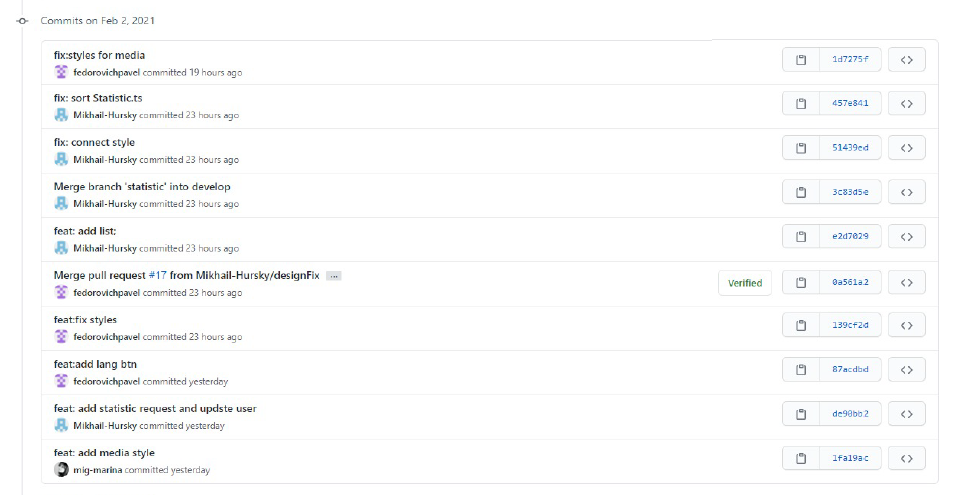 Commits on Feb 2, 2021
fix:styles for media
fedorovichpavel committed 19 hours ago
1d7275f
fix: sort Statistic.ts
Mikhail-Hursky committed 23 hours ago
457e841
fix: connect style
Mikhail-Hursky committed 23 hours ago
51439ed
Merge branch 'statistic' into develop
Mikhail-Hursky committed 23 hours ago
3c83d5e
feat: add list;
Mikhail-Hursky committed 23 hours ago
e2d7029
Merge pull request #17 from Mikhail-Hursky/designFix ...
fedorovichpavel committed 23 hours ago
Verified
0a561a2
feat:fix styles
fedorovichpavel committed 23 hours ago
139cf2d
feat:add lang btn
fedorovichpavel committed yesterday
87acdbd
feat: add statistic request and updste user
Mikhail-Hursky committed yesterday
de90bb2
feat: add media style
mig-marina committed yesterday
1fa19ac